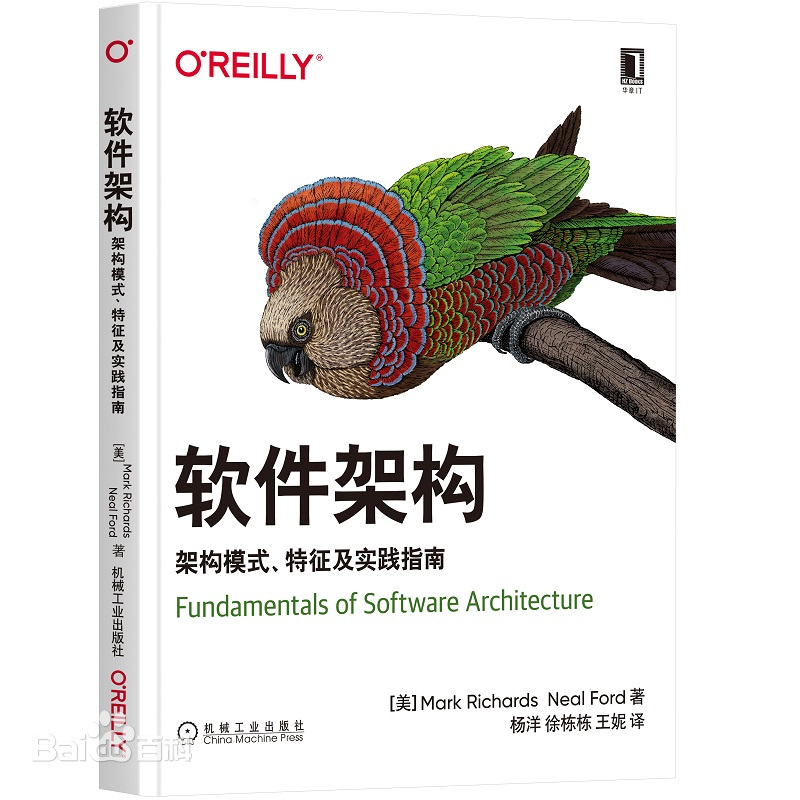 O'REILLY®
HZ BOOKS
华章IT
软件架构
架构模式、特征及实践指南
Fundamentals of Software Architecture
[美] Mark Richards Neal Ford 著
杨洋 徐栋栋 王妮 译
机械工业出版社
China Machine Press
软件架构
架构模式、特征及实践指南
[美] Mark Richards
Neal Ford 著
机械工业出版社
O'REILLY
Baidu百科